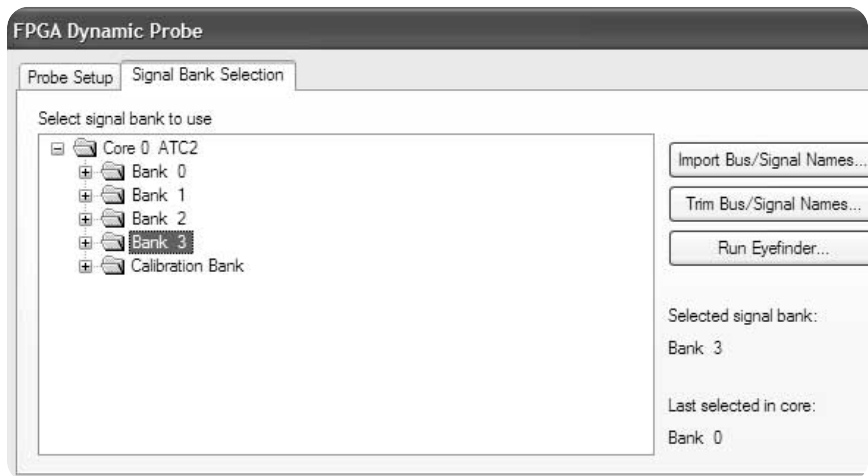 FPGA Dynamic Probe
Probe Setup
Signal Bank Selection
Select signal bank to use
Core 0 ATC2
Bank 0
Bank 1
Bank 2
Bank 3
Calibration Bank
Import Bus/Signal Names...
Trim Bus/Signal Names...
Run Eyefinder...
Selected signal bank:
Bank 3
Last selected in core:
Bank 0